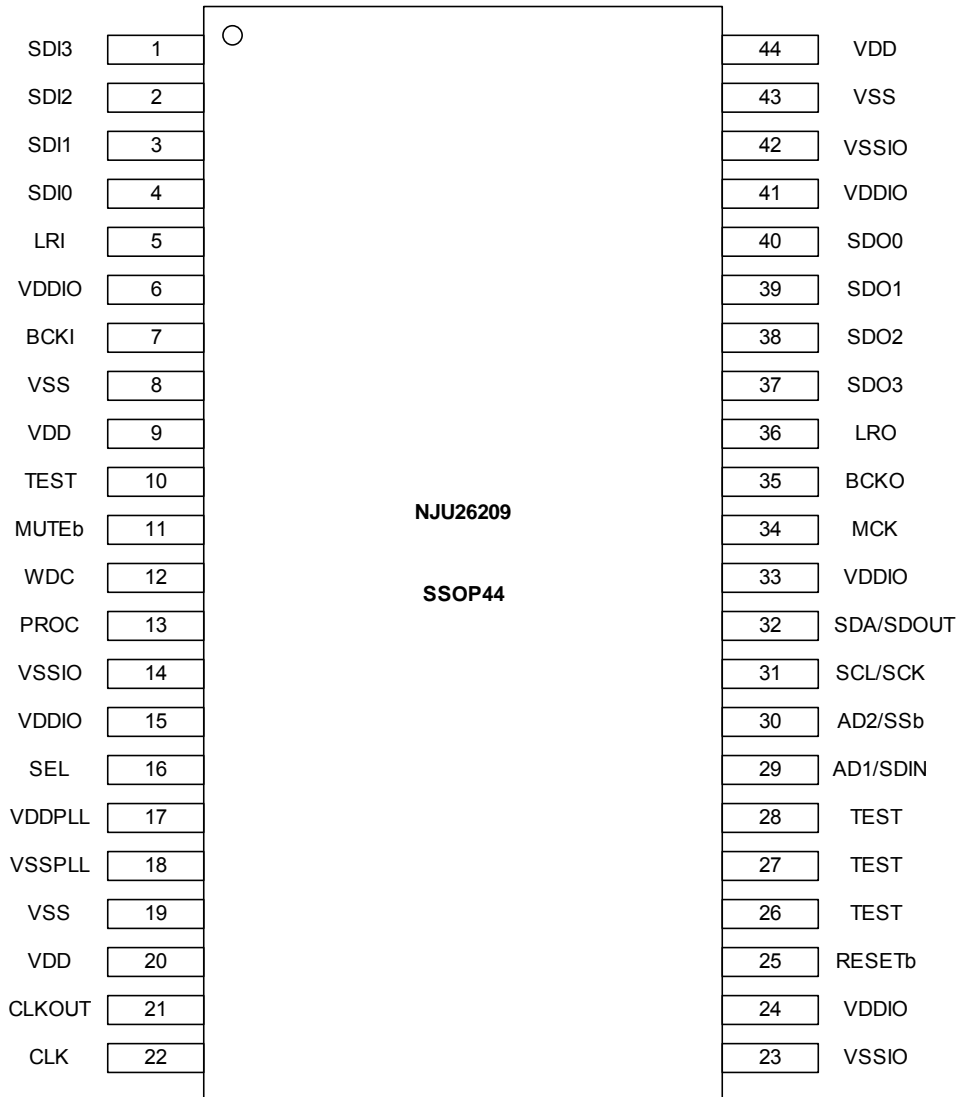 SDI3 1 44 VDD
SDI2 2 43 VSS
SDI1 3 42 VSSIO
SDI0 4 41 VDDIO
LRI 5 40 SDO0
VDDIO 6 39 SDO1
BCKI 7 38 SDO2
VSS 8 37 SDO3
VDD 9 36 LRO
TEST 10 35 BCKO
NJU26209
MUTEb 11 34 MCK
WDC 12 33 VDDIO
SSOP44
PROC 13 32 SDA/SDOUT
VSSIO 14 31 SCL/SCK
VDDIO 15 30 AD2/SSb
SEL 16 29 AD1/SDIN
VDDPLL 17 28 TEST
VSSPLL 18 27 TEST
VSS 19 26 TEST
VDD 20 25 RESETb
CLKOUT 21 24 VDDIO
CLK 22 23 VSSIO